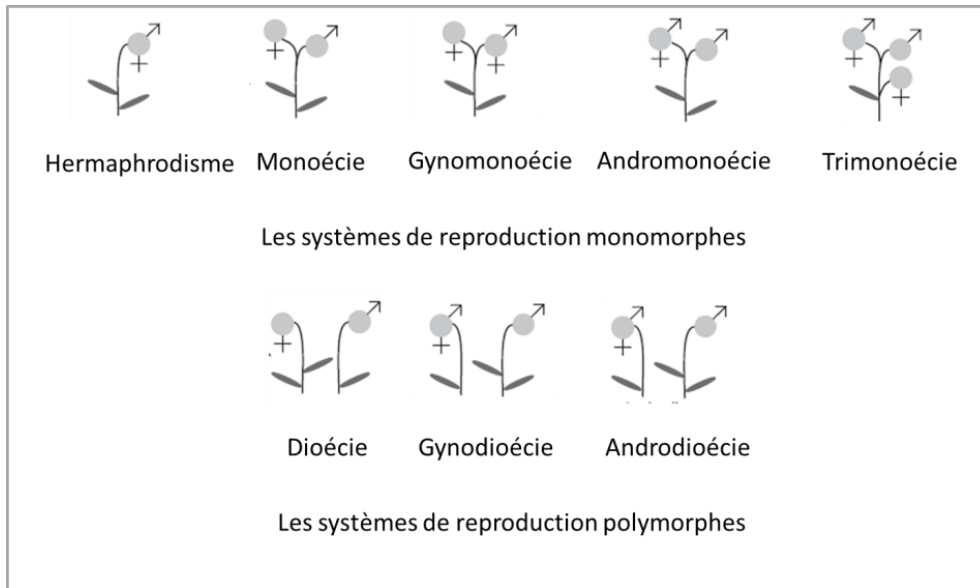 Hermaphrodisme Monoécie Gynomonoécie Andromonoécie Trimonoécie
Les systèmes de reproduction monomorphes
Dioécie Gynodioécie Androdioécie
Les systèmes de reproduction polymorphes